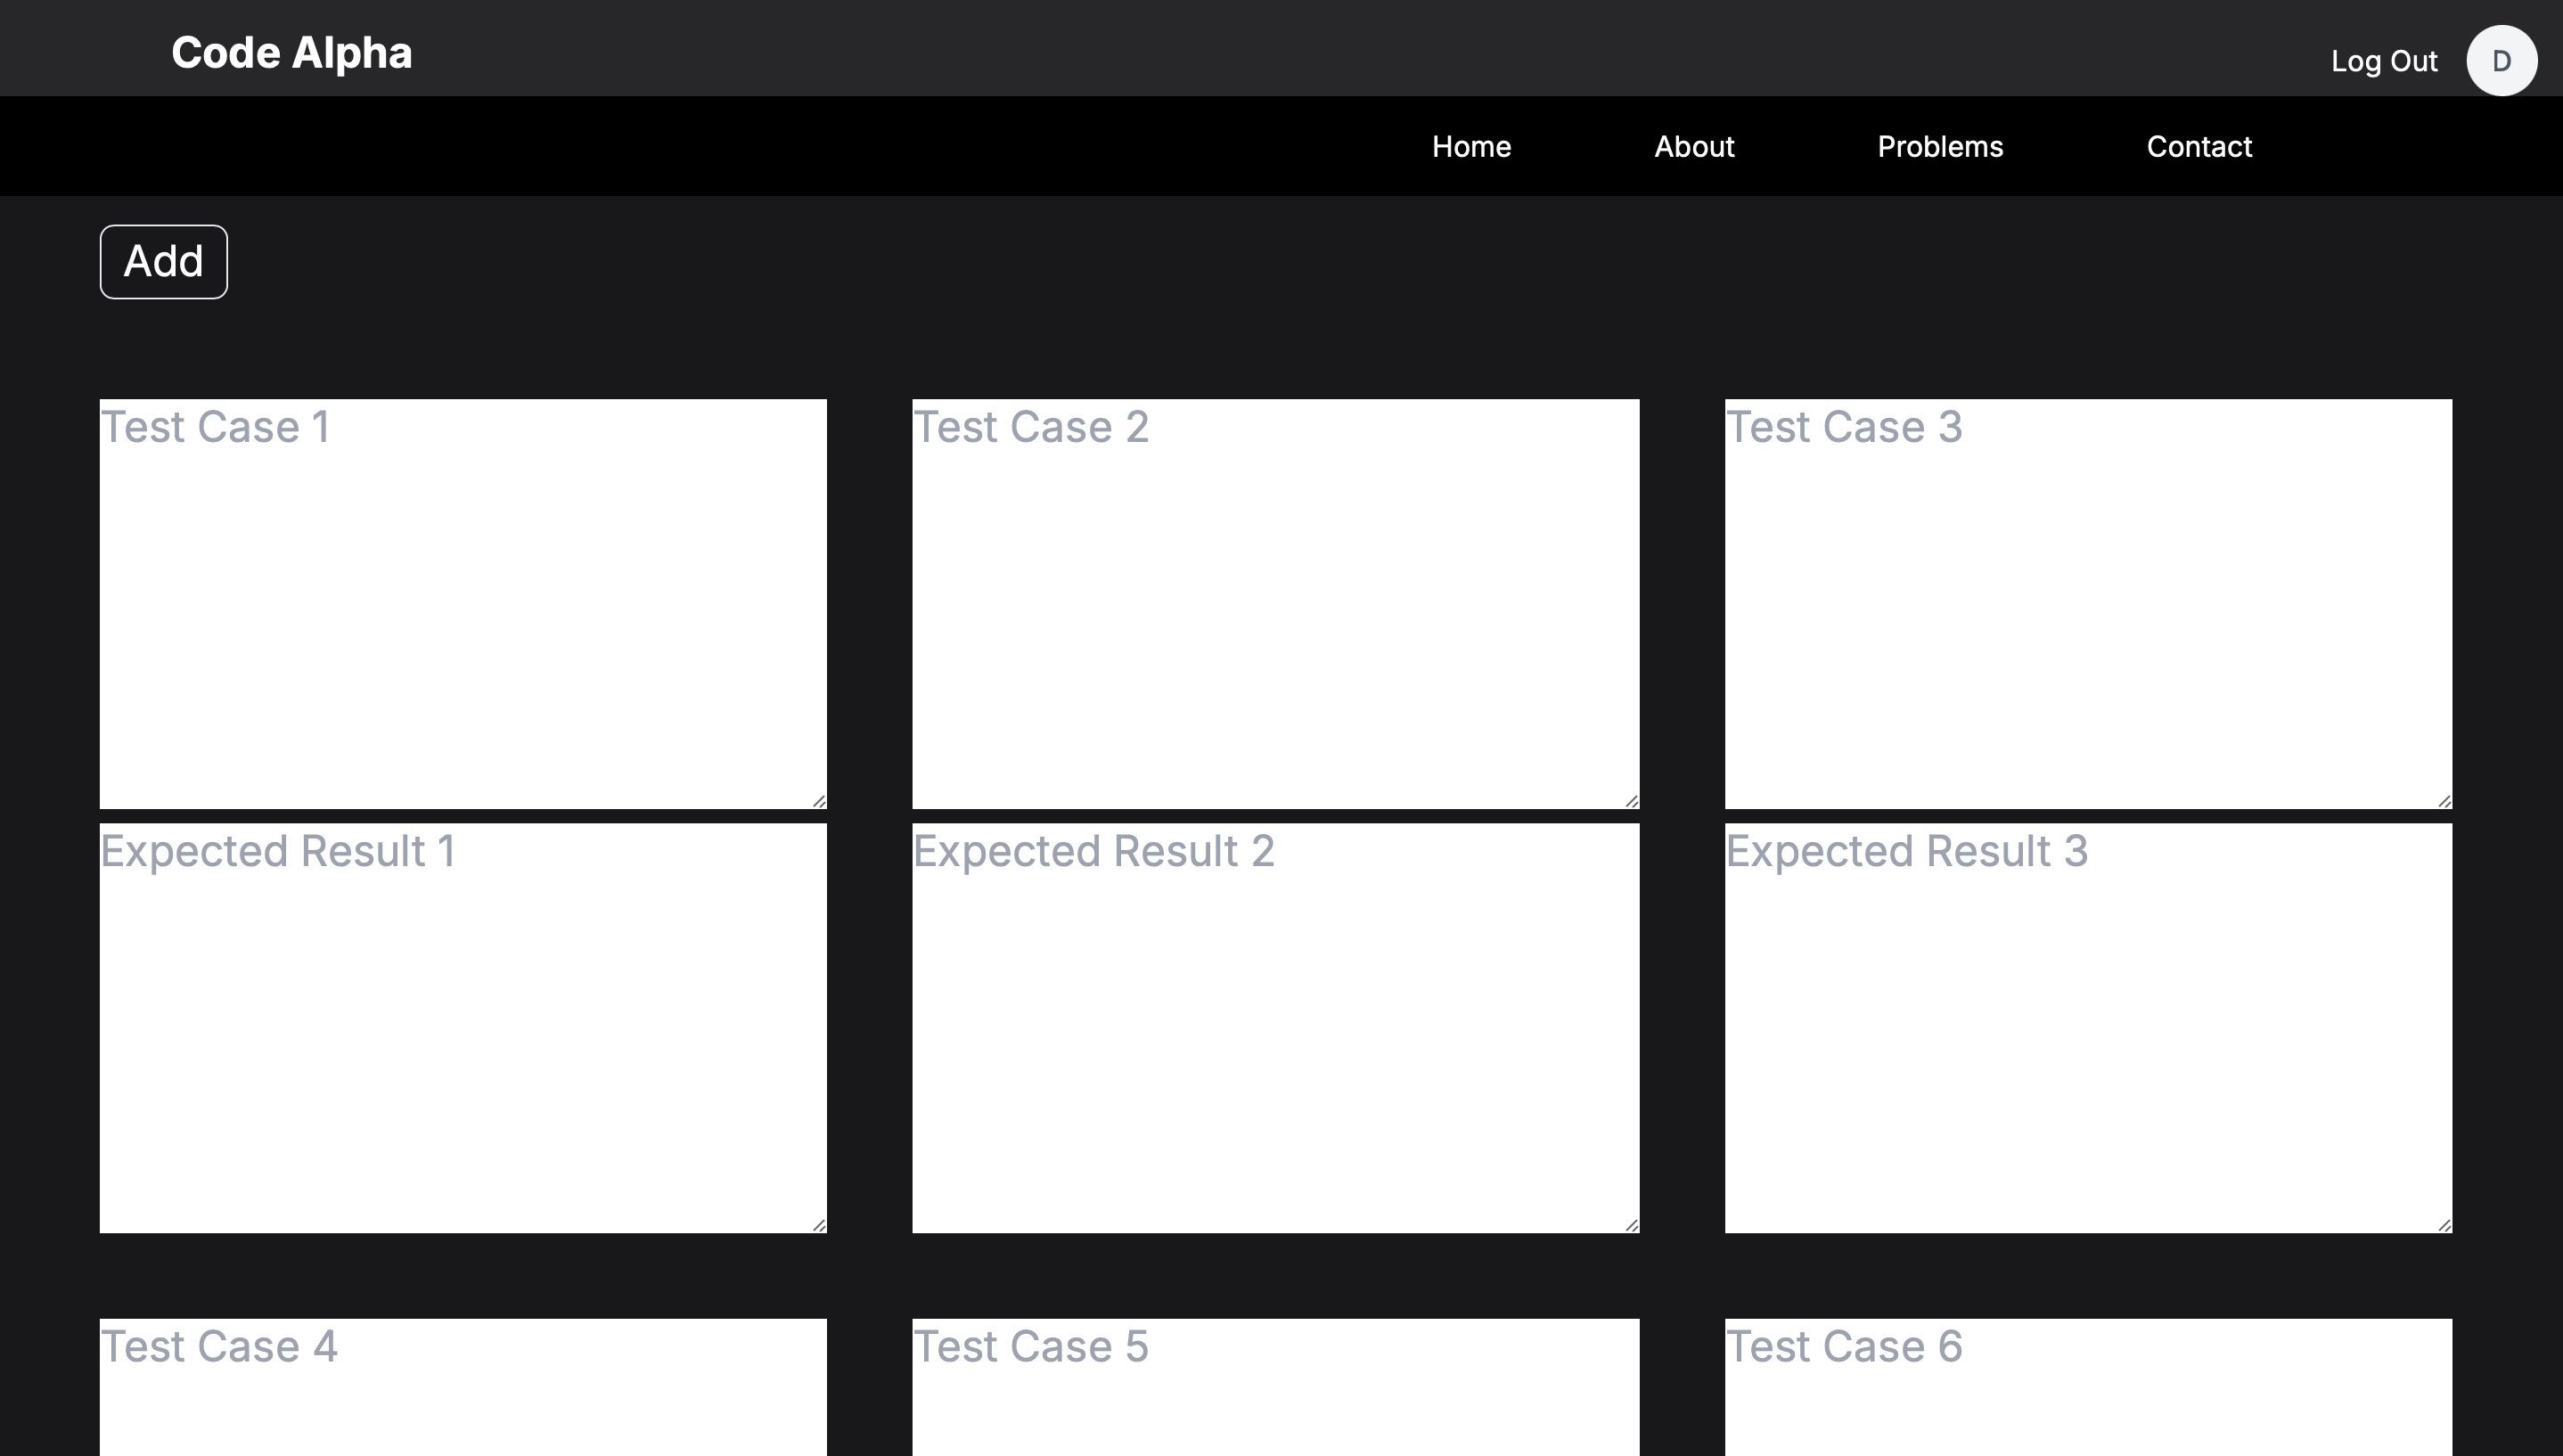 Code Alpha
Log Out
D
Home
About
Problems
Contact
Add
Test Case 1
Test Case 2
Test Case 3
Expected Result 1
Expected Result 2
Expected Result 3
Test Case 4
Test Case 5
Test Case 6